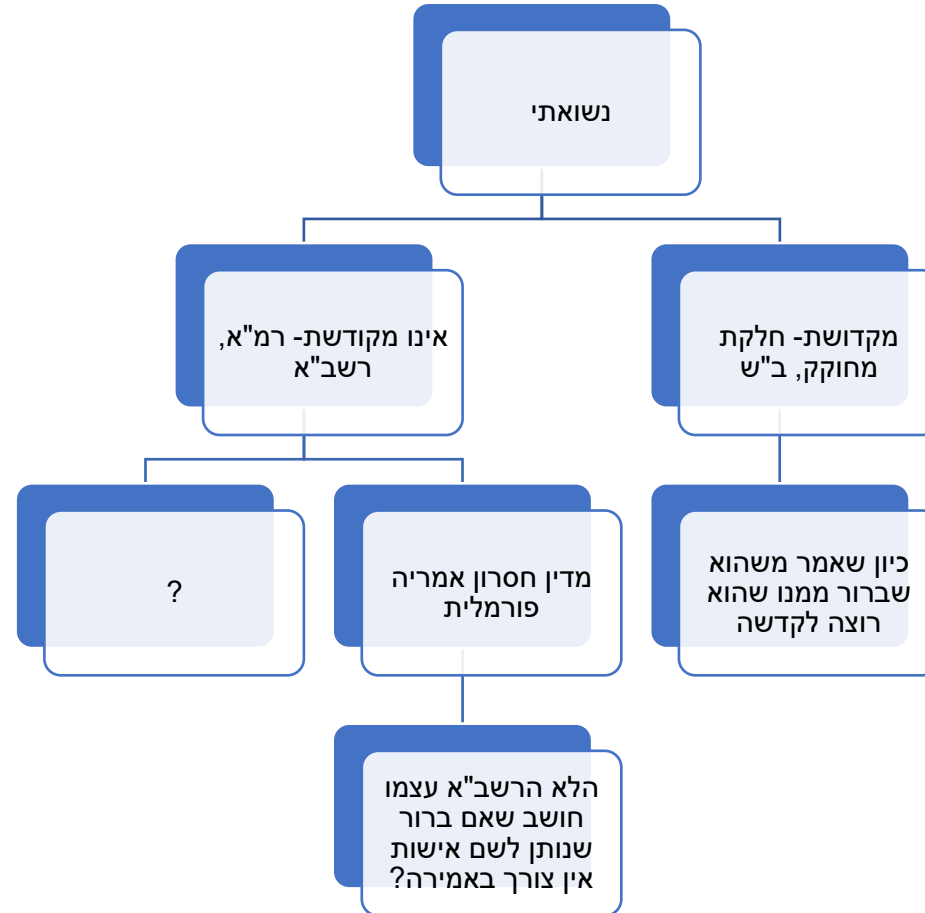 נשואתי
מקדושת- חלקת
מחוקק, ב"ש
אינו מקודשת- רמ"א,
רשב"א
כיון שאמר משהוא
שברור ממנו שהוא
רוצה לקדשה
מדין חסרון אמריה
פורמלית
?
הלא הרשב"א עצמו
חושב שאם ברור
שנותן לשם אישות
אין צורך באמירה?